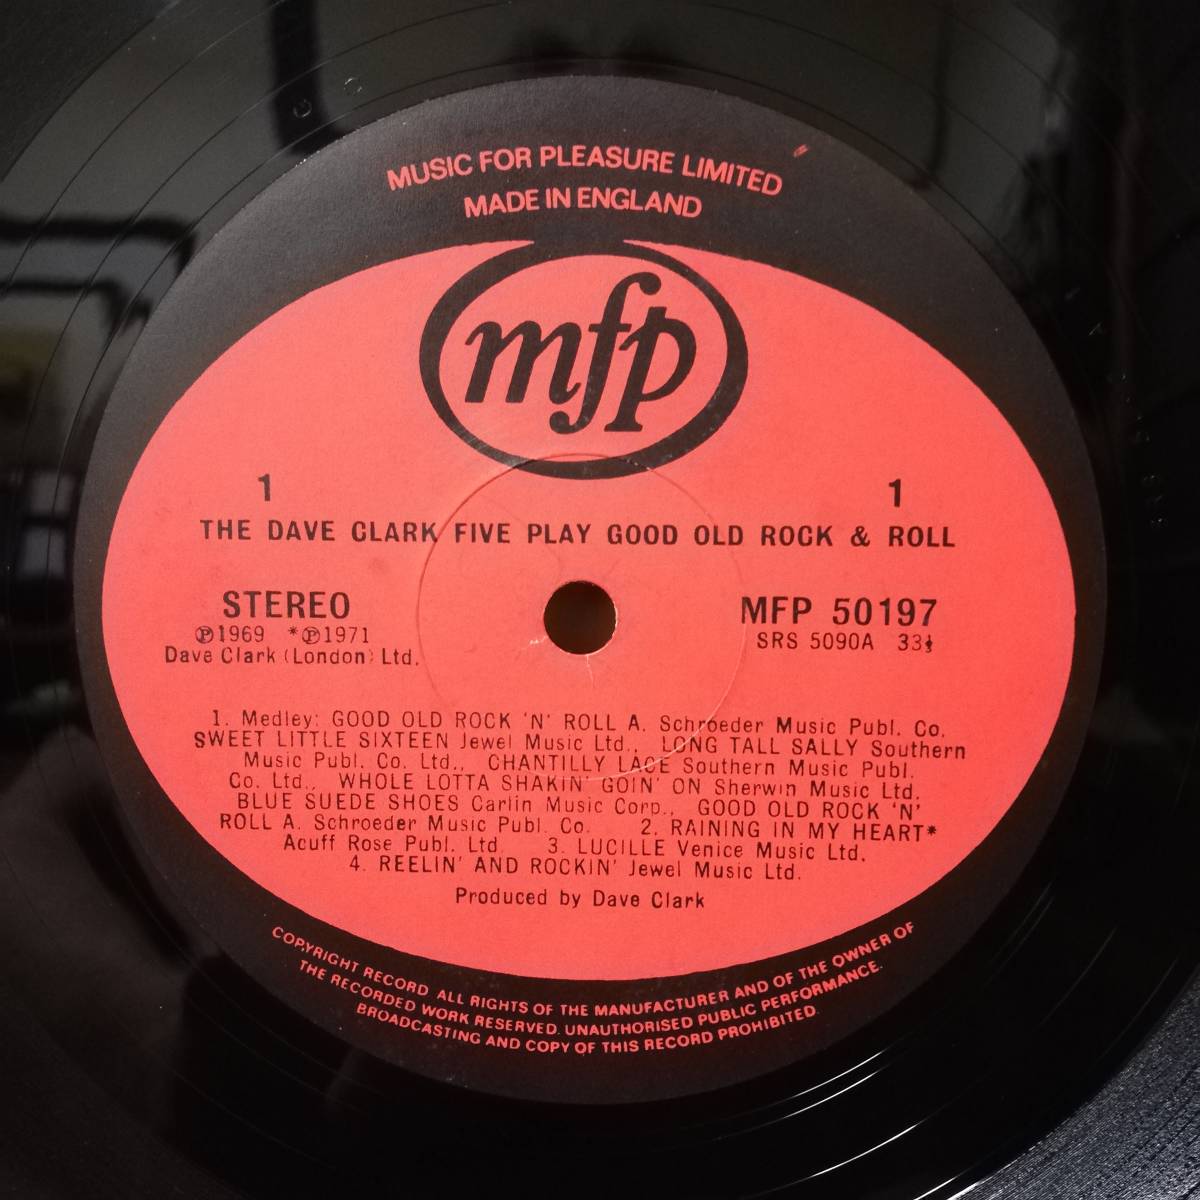 MUSIC FOR PLEASURE LIMITED
MADE IN ENGLAND
mfp
1 1
THE DAVE CLARK FIVE PLAY GOOD OLD ROCK & ROLL
STEREO MFP 50197
℗1969 *℗1971 SRS 5090A 33⅓
Dave Clark (London) Ltd.
1. Medley: GOOD OLD ROCK 'N' ROLL A. Schroeder Music Publ. Co.
SWEET LITTLE SIXTEEN Jewel Music Ltd., LONG TALL SALLY Southern
Music Publ. Co. Ltd., CHANTILLY LACE Southern Music Publ.
Co. Ltd., WHOLE LOTTA SHAKIN' GOIN' ON Sherwin Music Ltd.
BLUE SUEDE SHOES Carlin Music Corp., GOOD OLD ROCK 'N'
ROLL A. Schroeder Music Publ. Co. 2. RAINING IN MY HEART*
Acuff Rose Publ. Ltd 3. LUCILLE Venice Music Ltd.
4. REELIN' AND ROCKIN' Jewel Music Ltd.
Produced by Dave Clark
COPYRIGHT RECORD ALL RIGHTS OF THE MANUFACTURER AND OF THE OWNER OF
THE RECORDED WORK RESERVED. UNAUTHORISED PUBLIC PERFORMANCE.
BROADCASTING AND COPY OF THIS RECORD PROHIBITED.